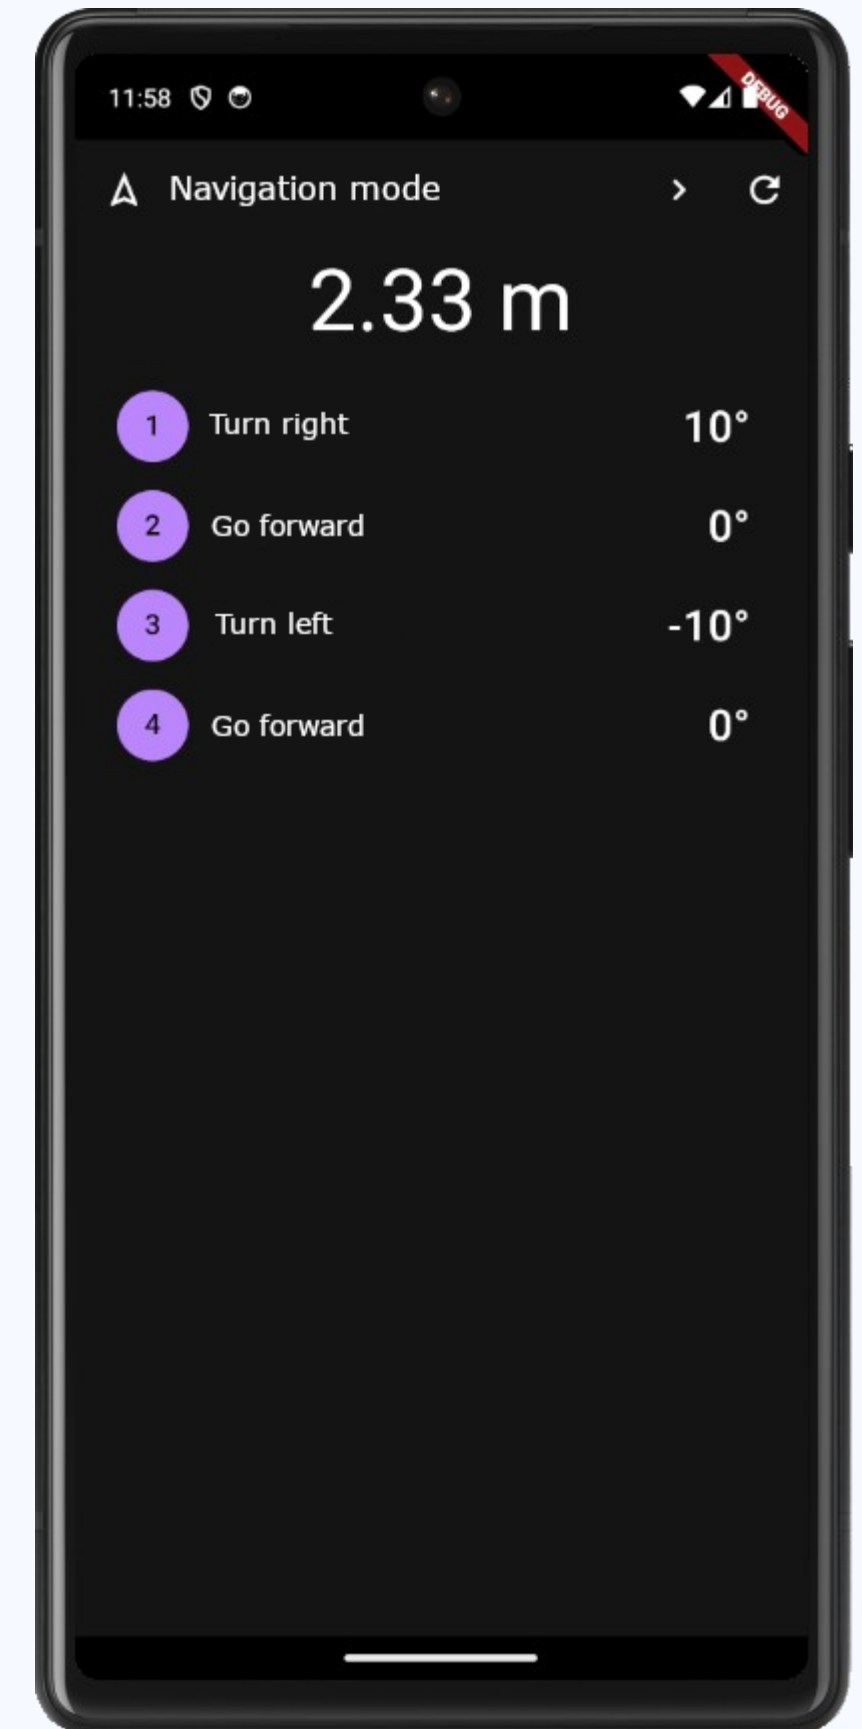 11:58
DEBUG
Navigation mode
2.33 m
1 Turn right 10°
2 Go forward 0°
3 Turn left -10°
4 Go forward 0°